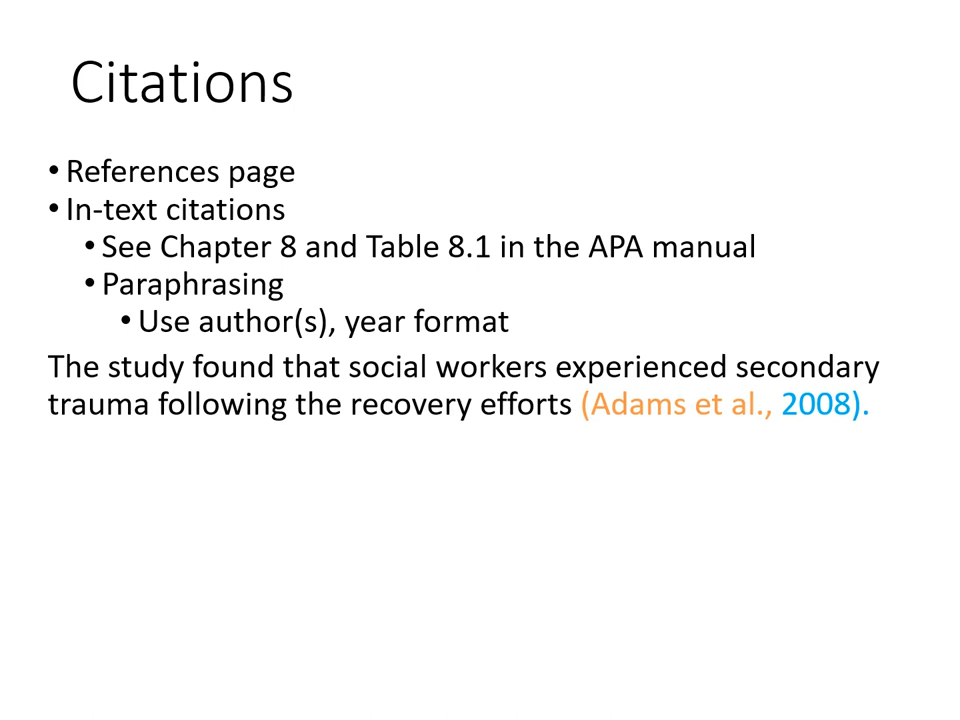 Citations
• References page
• In-text citations
• See Chapter 8 and Table 8.1 in the APA manual
• Paraphrasing
• Use author(s), year format
The study found that social workers experienced secondary
trauma following the recovery efforts (Adams et al., 2008).